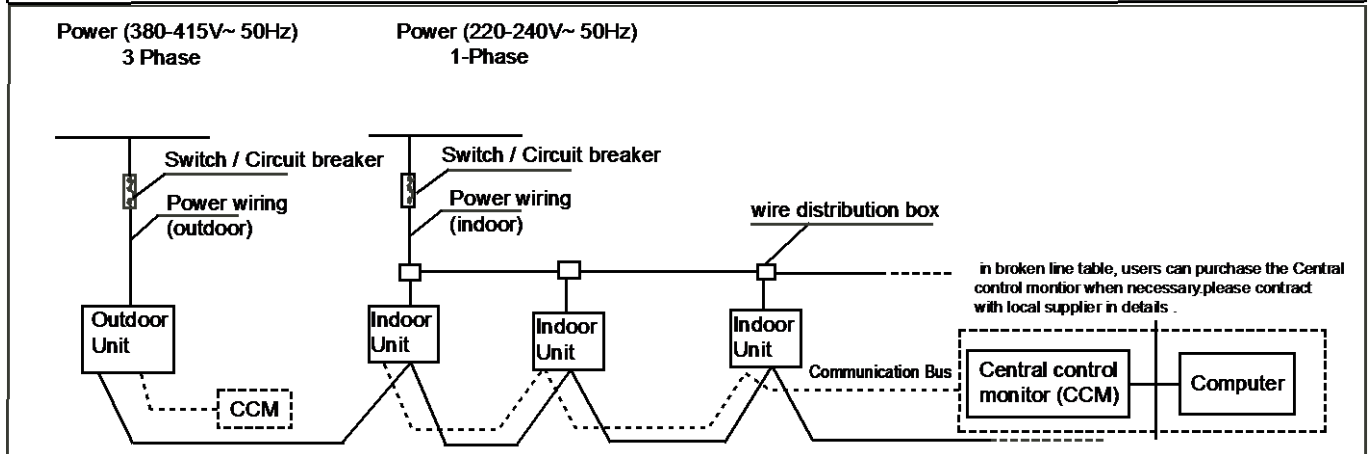 Power (380-415V~ 50Hz)
3 Phase
Power (220-240V~ 50Hz)
1-Phase
Switch / Circuit breaker
Power wiring
(outdoor)
Switch / Circuit breaker
Power wiring
(indoor)
wire distribution box
in broken line table, users can purchase the Central
control montior when necessary.please contract
with local supplier in details .
Outdoor
Unit
Indoor
Unit
Indoor
Unit
Indoor
Unit
Communication Bus
Central control
monitor (CCM)
Computer
CCM